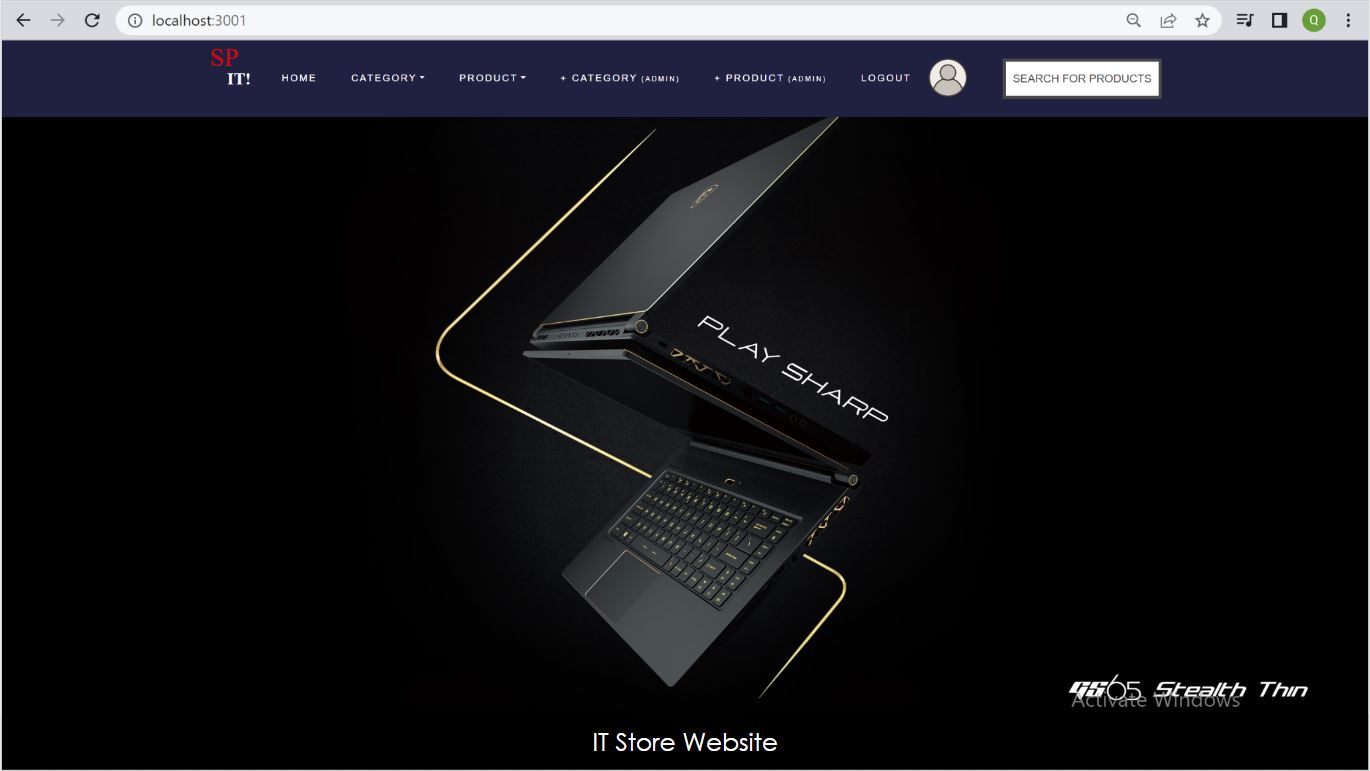 localhost:3001
Q
SP
IT!
HOME
CATEGORY
PRODUCT
+ CATEGORY (ADMIN)
+ PRODUCT (ADMIN)
LOGOUT
SEARCH FOR PRODUCTS
PLAY SHARP
GS65 Stealth Thin
Activate Windows
IT Store Website